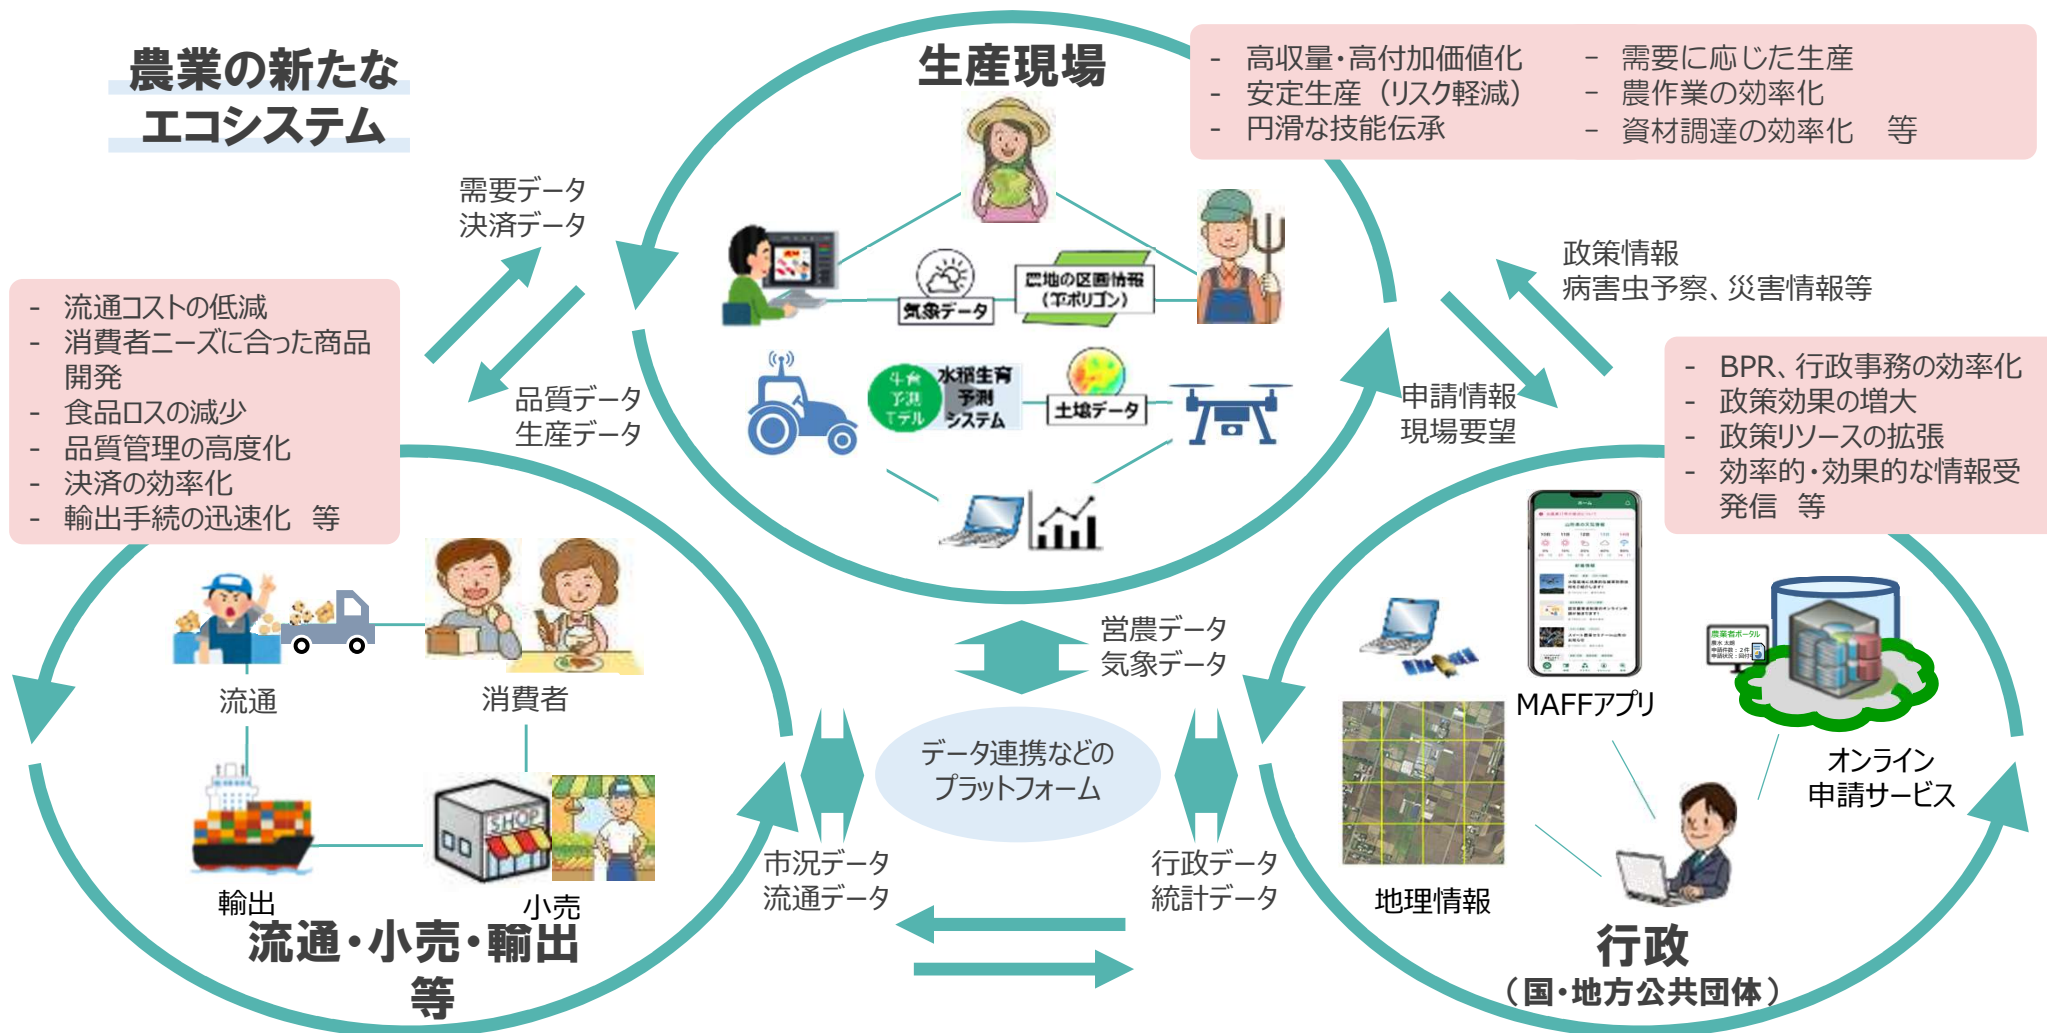 農業の新たな
エコシステム
生産現場
- 高収量・高付加価値化
- 安定生産（リスク軽減）
- 円滑な技能伝承
- 需要に応じた生産
- 農作業の効率化
- 資材調達の効率化　等
需要データ
決済データ
品質データ
生産データ
気象データ
農地の区画情報
（筆ポリゴン）
生育
予測
モデル
水稲生育
予測
システム
土壌データ
政策情報
病害虫予察、災害情報等
申請情報
現場要望
- 流通コストの低減
- 消費者ニーズに合った商品
開発
- 食品ロスの減少
- 品質管理の高度化
- 決済の効率化
- 輸出手続の迅速化　等
- BPR、行政事務の効率化
- 政策効果の増大
- 政策リソースの拡張
- 効率的・効果的な情報受
発信　等
流通
消費者
輸出
SHOP
小売
流通・小売・輸出
等
営農データ
気象データ
データ連携などの
プラットフォーム
市況データ
流通データ
行政データ
統計データ
MAFFアプリ
農業者ポータル
オンライン
申請サービス
地理情報
行政
（国・地方公共団体）